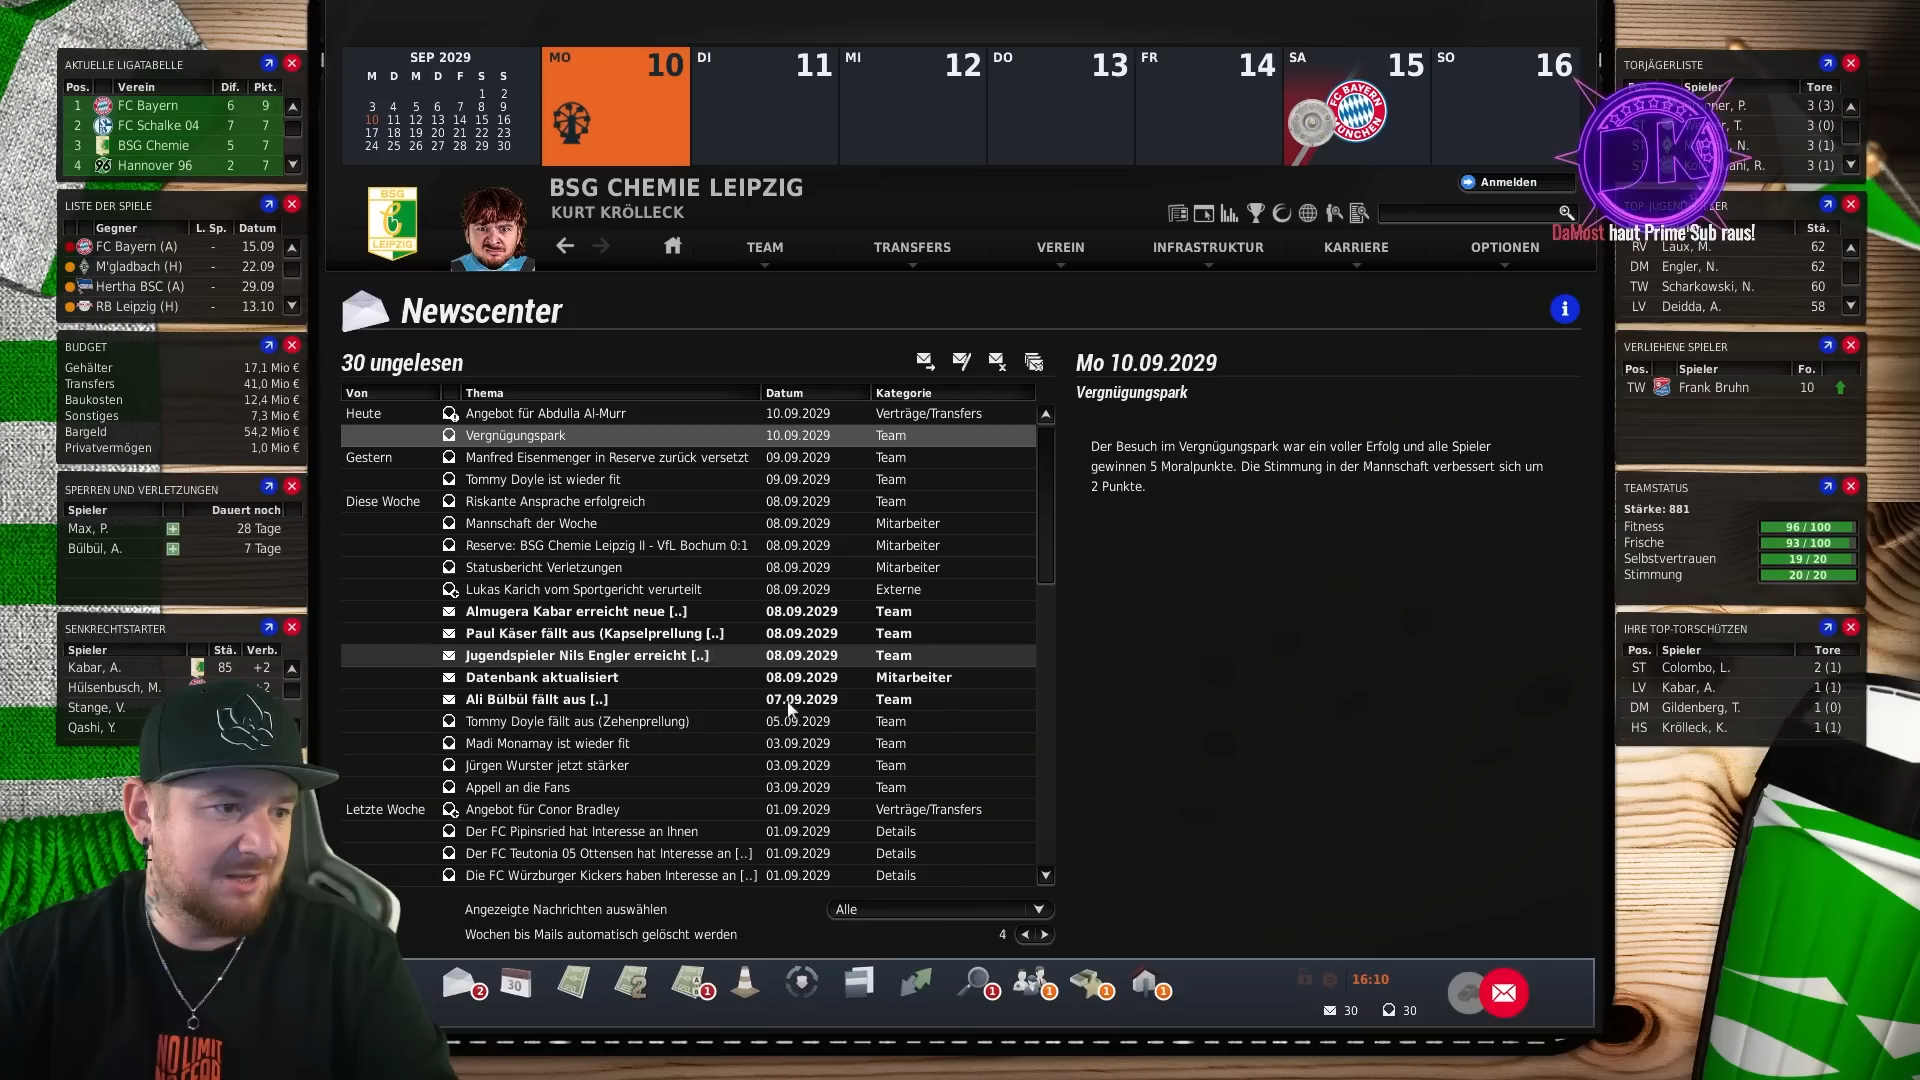 AKTUELLE LIGATABELLE
Pos. Verein Dif. Pkt.
1 FC Bayern 6 9
2 FC Schalke 04 7 7
3 BSG Chemie 5 7
4 Hannover 96 2 7
LISTE DER SPIELE
Gegner L. Sp. Datum
FC Bayern (A) - 15.09
M'gladbach (H) - 22.09
Hertha BSC (A) - 29.09
RB Leipzig (H) - 13.10
BUDGET
Gehälter 17,1 Mio €
Transfers 41,0 Mio €
Baukosten 12,4 Mio €
Sonstiges 7,3 Mio €
Bargeld 54,2 Mio €
Privatvermögen 1,0 Mio €
SPERREN UND VERLETZUNGEN
Spieler Dauert noch
Max, P. 28 Tage
Bülbül, A. 7 Tage
SENKRECHTSTARTER
Spieler Stä. Verb.
Kabar, A. 85 +2
Hülsenbusch, M.
Stange, V.
Qashi, Y.
NO LIMIT
SEP 2029
M D M D F S S
1 2
3 4 5 6 7 8 9
10 11 12 13 14 15 16
17 18 19 20 21 22 23
24 25 26 27 28 29 30
MO 10 DI 11 MI 12 DO 13 FR 14 SA 15 SO 16
FC BAYERN
MÜNCHEN
BSG
LEIPZIG
BSG CHEMIE LEIPZIG
KURT KRÖLLECK
Anmelden
TEAM TRANSFERS VEREIN INFRASTRUKTUR KARRIERE OPTIONEN
Newscenter
30 ungelesen
Von Thema Datum Kategorie
Heute Angebot für Abdulla Al-Murr 10.09.2029 Verträge/Transfers
Vergnügungspark 10.09.2029 Team
Gestern Manfred Eisenmenger in Reserve zurück versetzt 09.09.2029 Team
Tommy Doyle ist wieder fit 09.09.2029 Team
Diese Woche Riskante Ansprache erfolgreich 08.09.2029 Team
Mannschaft der Woche 08.09.2029 Mitarbeiter
Reserve: BSG Chemie Leipzig II - VfL Bochum 0:1 08.09.2029 Mitarbeiter
Statusbericht Verletzungen 08.09.2029 Mitarbeiter
Lukas Karich vom Sportgericht verurteilt 08.09.2029 Externe
Almugera Kabar erreicht neue [..] 08.09.2029 Team
Paul Käser fällt aus (Kapselprellung [..] 08.09.2029 Team
Jugendspieler Nils Engler erreicht [..] 08.09.2029 Team
Datenbank aktualisiert 08.09.2029 Mitarbeiter
Ali Bülbül fällt aus [..] 07.09.2029 Team
Tommy Doyle fällt aus (Zehenprellung) 05.09.2029 Team
Madi Monamay ist wieder fit 03.09.2029 Team
Jürgen Wurster jetzt stärker 03.09.2029 Team
Appell an die Fans 03.09.2029 Team
Letzte Woche Angebot für Conor Bradley 01.09.2029 Verträge/Transfers
Der FC Pipinsried hat Interesse an Ihnen 01.09.2029 Details
Der FC Teutonia 05 Ottensen hat Interesse an [..] 01.09.2029 Details
Die FC Würzburger Kickers haben Interesse an [..] 01.09.2029 Details
Angezeigte Nachrichten auswählen Alle
Wochen bis Mails automatisch gelöscht werden 4
Mo 10.09.2029
Vergnügungspark
Der Besuch im Vergnügungspark war ein voller Erfolg und alle Spieler
gewinnen 5 Moralpunkte. Die Stimmung in der Mannschaft verbessert sich um
2 Punkte.
2 30 2 1 1 1 1 1
16:10
30 30
TORJÄGERLISTE
Spieler Tore
3 (3)
3 (0)
3 (1)
3 (1)
DK
DaMost haut Prime Sub raus!
Stä.
RV Laux, M. 62
DM Engler, N. 62
TW Scharkowski, N. 60
LV Deidda, A. 58
VERLIEHENE SPIELER
Pos. Spieler Fo.
TW Frank Bruhn 10
TEAMSTATUS
Stärke: 881
Fitness 96 / 100
Frische 93 / 100
Selbstvertrauen 19 / 20
Stimmung 20 / 20
IHRE TOP-TORSCHÜTZEN
Pos. Spieler Tore
ST Colombo, L. 2 (1)
LV Kabar, A. 1 (1)
DM Gildenberg, T. 1 (0)
HS Krölleck, K. 1 (1)